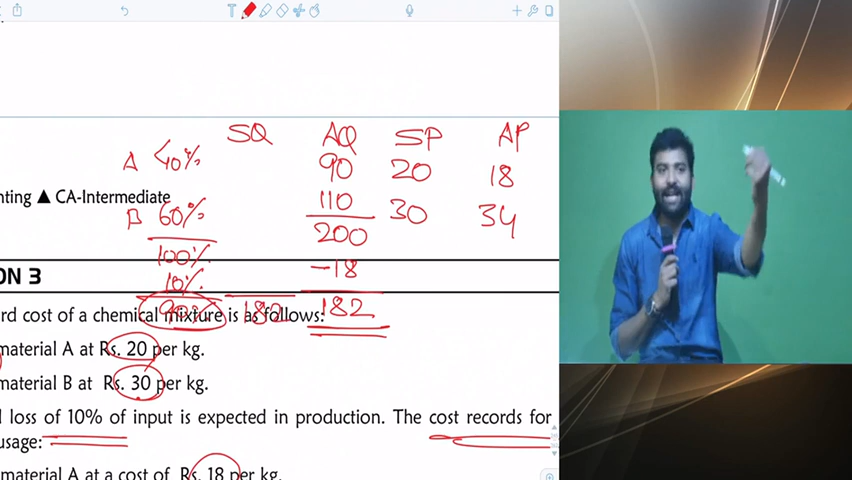 SQ AQ SP AP
A 40% 90 20 18
nting ▲ CA-Intermediate
B 60% 110 30 34
100% 200
ON 3
10% -18
90% 182 182
rd cost of a chemical mixture is as follows:
material A at Rs. 20 per kg.
material B at Rs. 30 per kg.
d loss of 10% of input is expected in production. The cost records for
usage:
material A at a cost of Rs. 18 per kg.